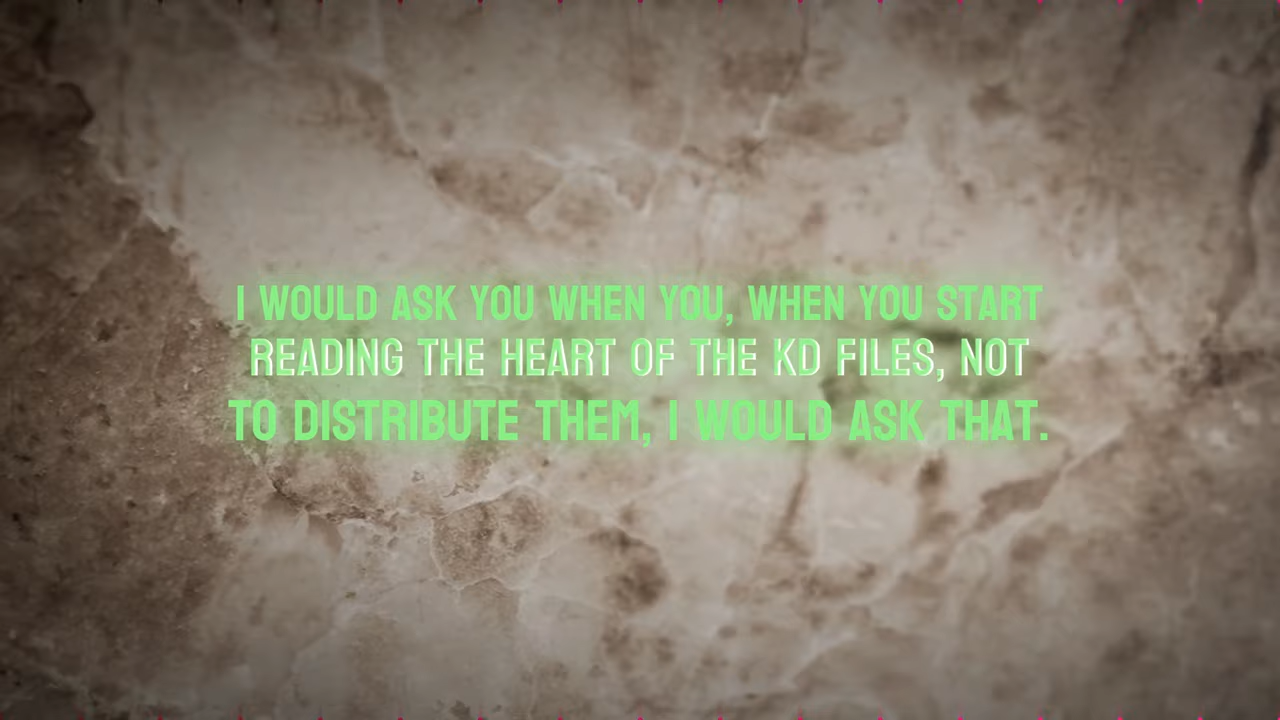 I WOULD ASK YOU WHEN YOU, WHEN YOU START
READING THE HEART OF THE KD FILES, NOT
TO DISTRIBUTE THEM, I WOULD ASK THAT.